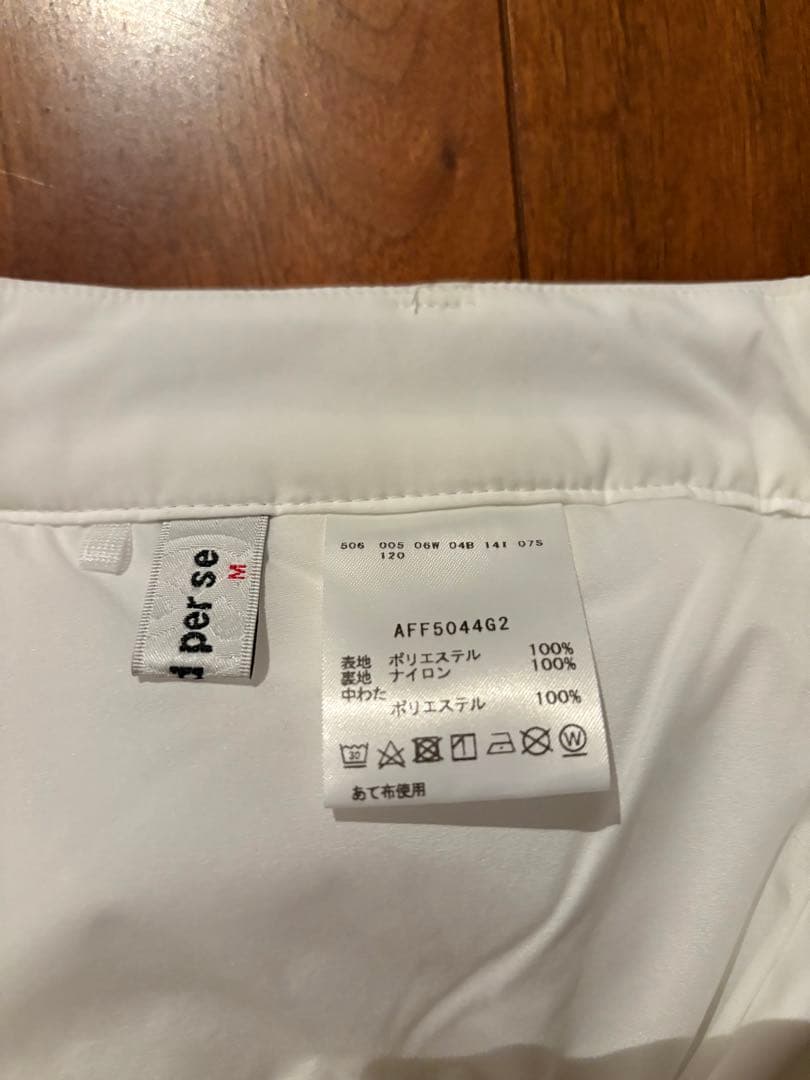 d per se
M
506 005 06W 04B 14I 07S
120
AFF5044G2
表地 ポリエステル 100%
裏地 ナイロン 100%
中わた
ポリエステル 100%
30
W
あて布使用